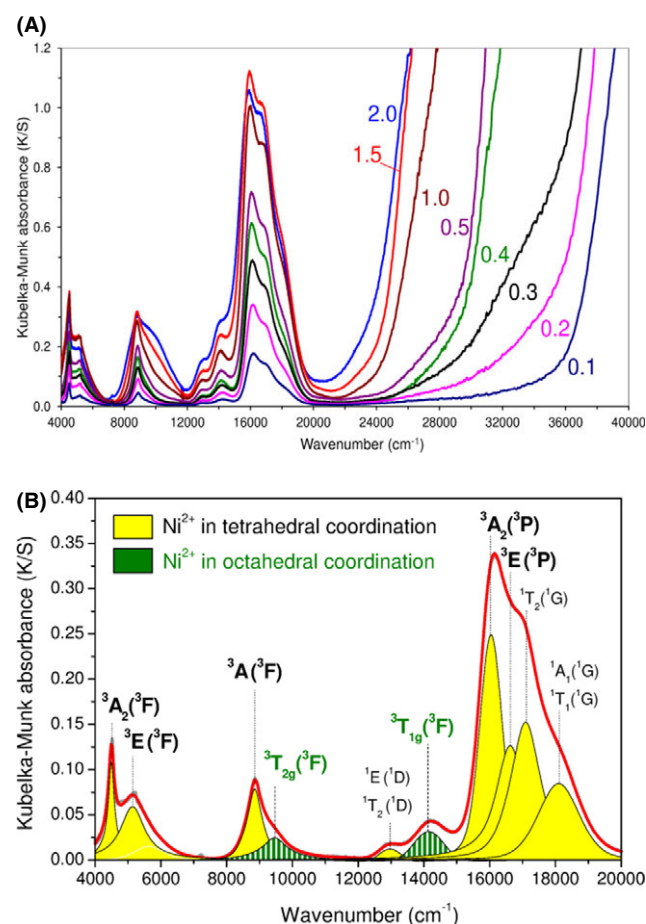 (A)
1.2
1.0
0.8
0.6
0.4
0.2
0.0
Kubelka-Munk absorbance (K/S)
2.0
1.5
1.0
0.5
0.4
0.3
0.2
0.1
4000 8000 12000 16000 20000 24000 28000 32000 36000 40000
Wavenumber (cm⁻¹)
(B)
0.40
0.35
0.30
0.25
0.20
0.15
0.10
0.05
0.00
Kubelka-Munk absorbance (K/S)
Ni²⁺ in tetrahedral coordination
Ni²⁺ in octahedral coordination
³A₂(³P)
³E(³P)
¹T₂(¹G)
¹A₁(¹G)
¹T₁(¹G)
³A(³F)
³A₂(³F)
³E(³F)
³T₂g(³F)
³T₁g(³F)
¹E(¹D)
¹T₂(¹D)
4000 6000 8000 10000 12000 14000 16000 18000 20000
Wavenumber (cm⁻¹)